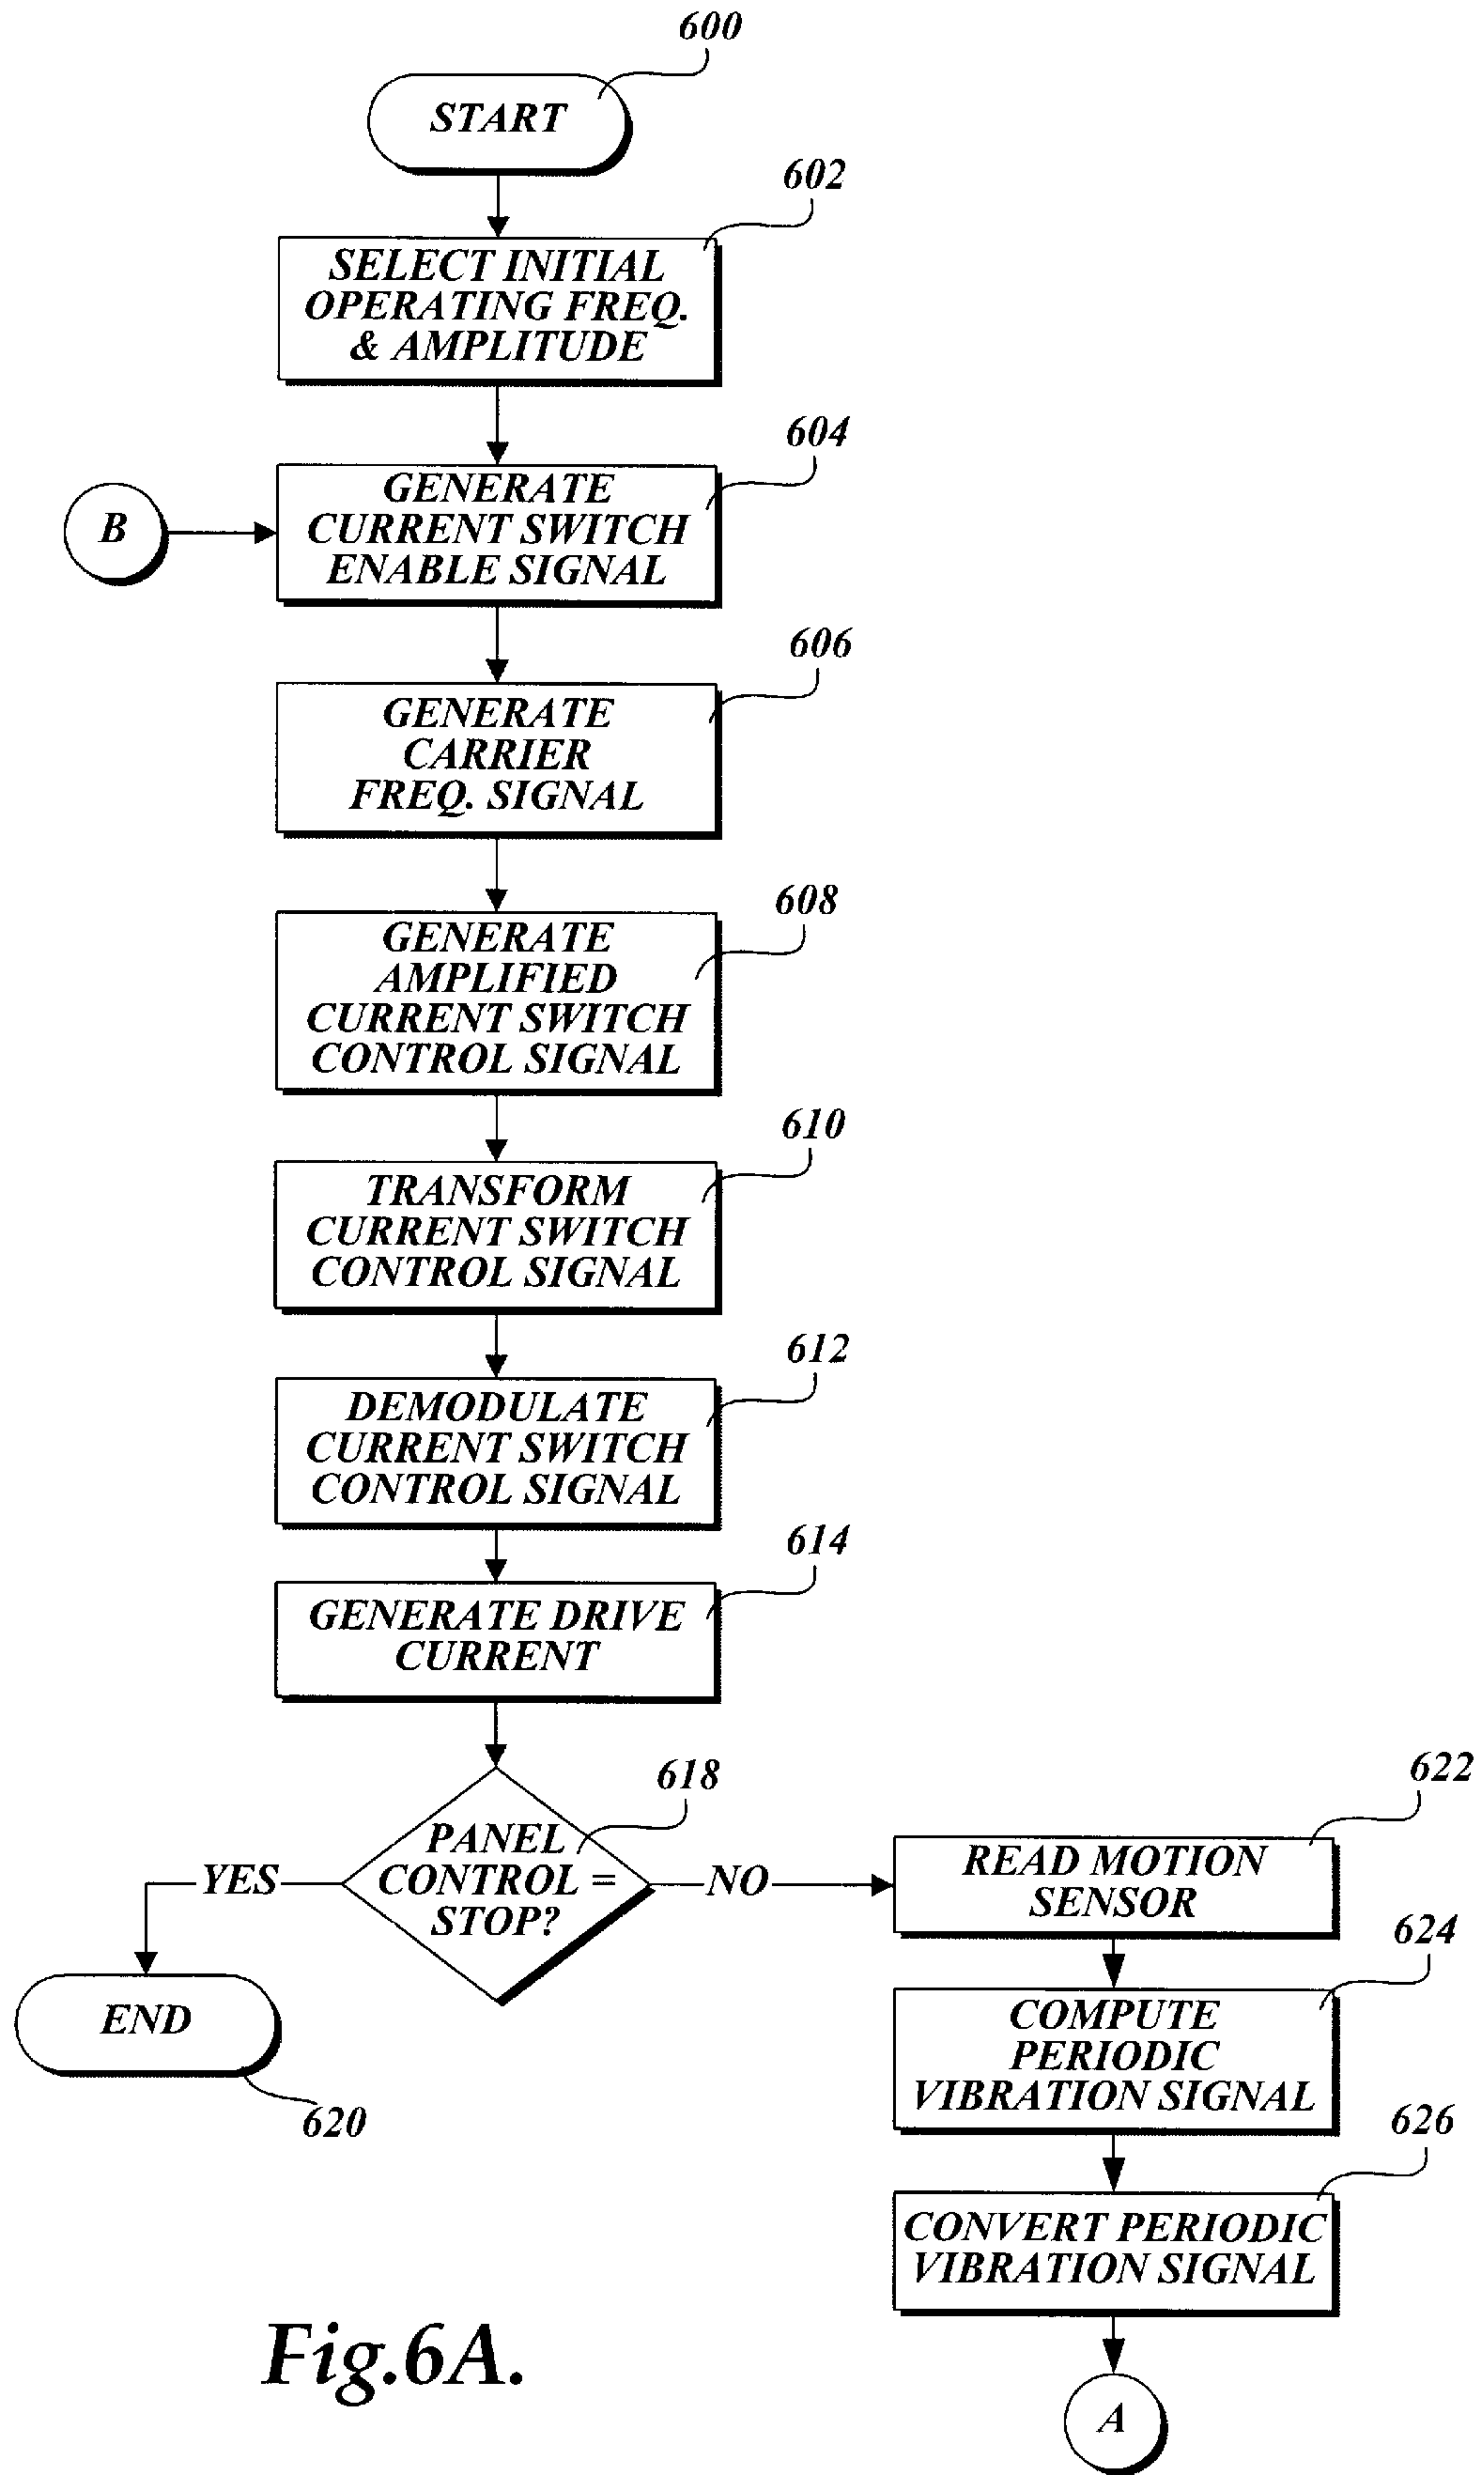 600
START
602
SELECT INITIAL
OPERATING FREQ.
& AMPLITUDE
604
B
GENERATE
CURRENT SWITCH
ENABLE SIGNAL
606
GENERATE
CARRIER
FREQ. SIGNAL
608
GENERATE
AMPLIFIED
CURRENT SWITCH
CONTROL SIGNAL
610
TRANSFORM
CURRENT SWITCH
CONTROL SIGNAL
612
DEMODULATE
CURRENT SWITCH
CONTROL SIGNAL
614
GENERATE DRIVE
CURRENT
618
PANEL
CONTROL =
STOP?
YES
NO
END
620
622
READ MOTION
SENSOR
624
COMPUTE
PERIODIC
VIBRATION SIGNAL
626
CONVERT PERIODIC
VIBRATION SIGNAL
A
Fig.6A.